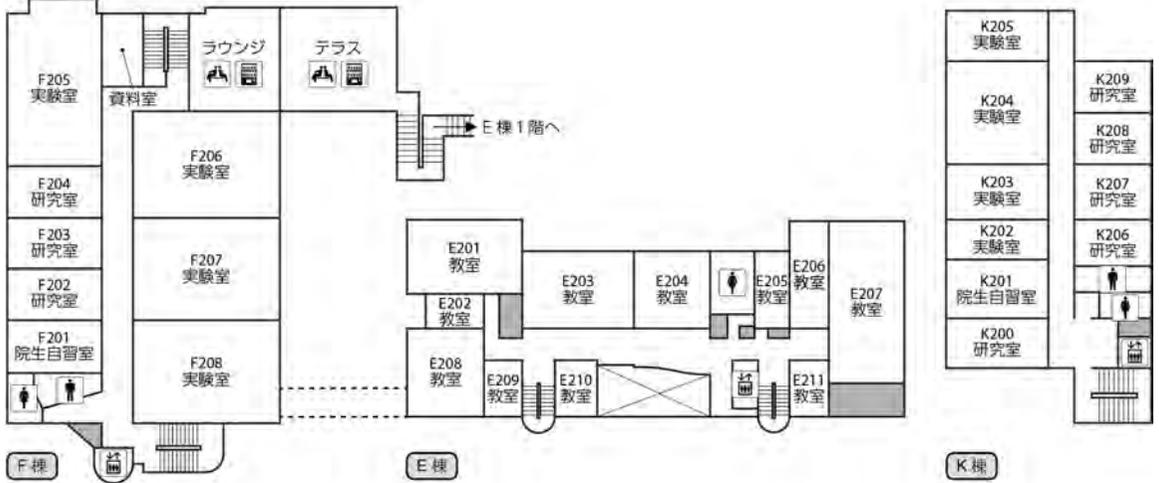 F205
実験室
資料室
ラウンジ
テラス
E棟1階へ
F206
実験室
F204
研究室
F203
研究室
F207
実験室
F202
研究室
F201
院生自習室
F208
実験室
F棟
E201
教室
E202
教室
E203
教室
E204
教室
E205
教室
E206
教室
E207
教室
E208
教室
E209
教室
E210
教室
E211
教室
E棟
K205
実験室
K204
実験室
K209
研究室
K208
研究室
K203
実験室
K207
研究室
K202
実験室
K206
研究室
K201
院生自習室
K200
研究室
K棟